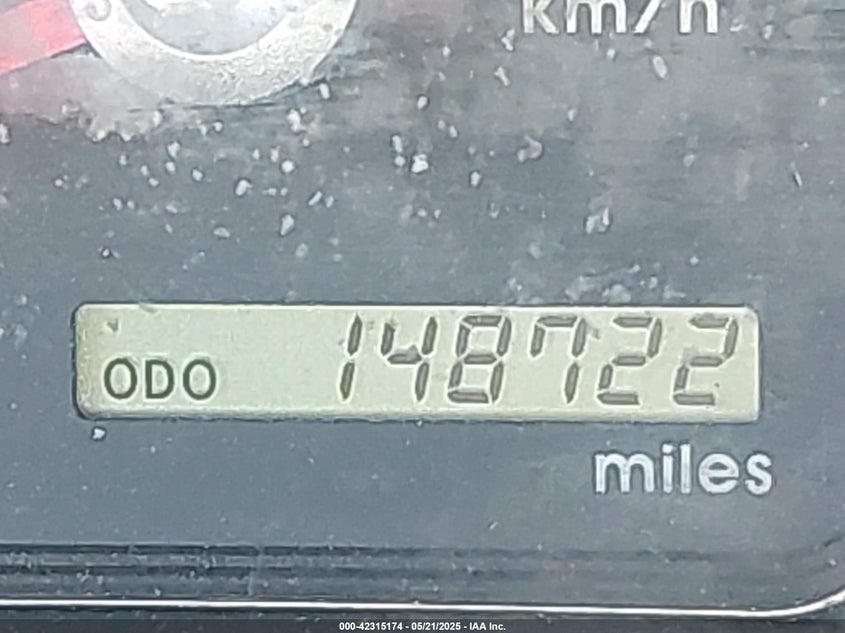 km/h
ODO 148722
miles
000-42315174 - 05/21/2025 - IAA Inc.